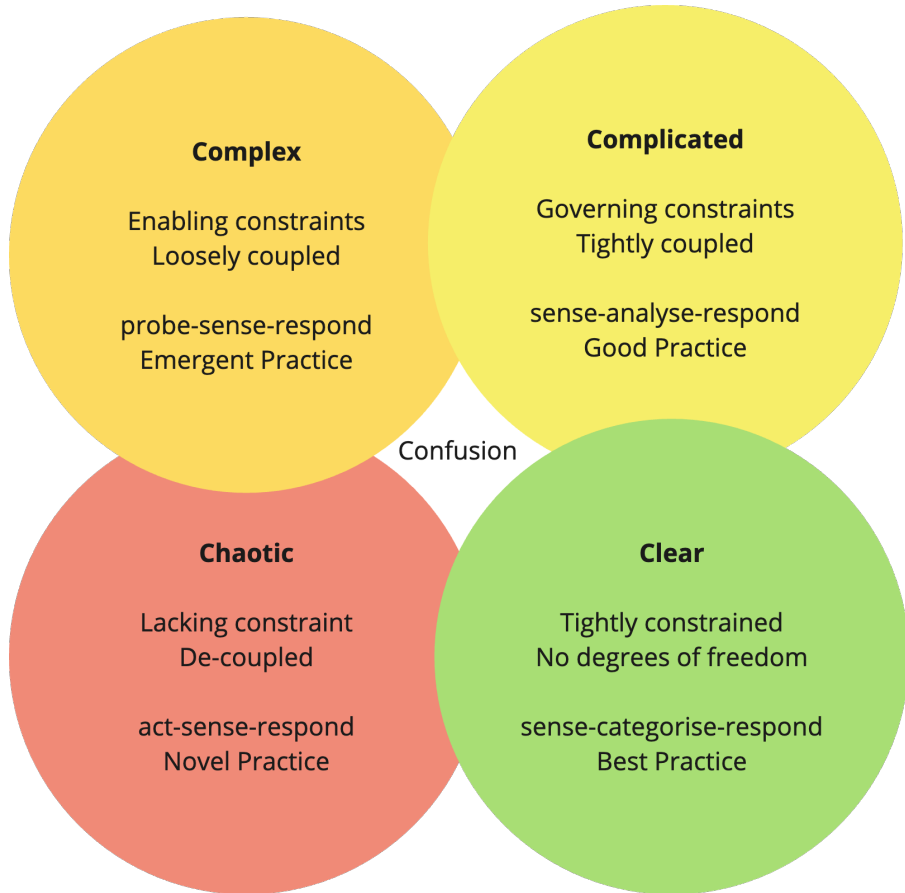 Complex
Enabling constraints
Loosely coupled
probe-sense-respond
Emergent Practice
Complicated
Governing constraints
Tightly coupled
sense-analyse-respond
Good Practice
Confusion
Chaotic
Lacking constraint
De-coupled
act-sense-respond
Novel Practice
Clear
Tightly constrained
No degrees of freedom
sense-categorise-respond
Best Practice